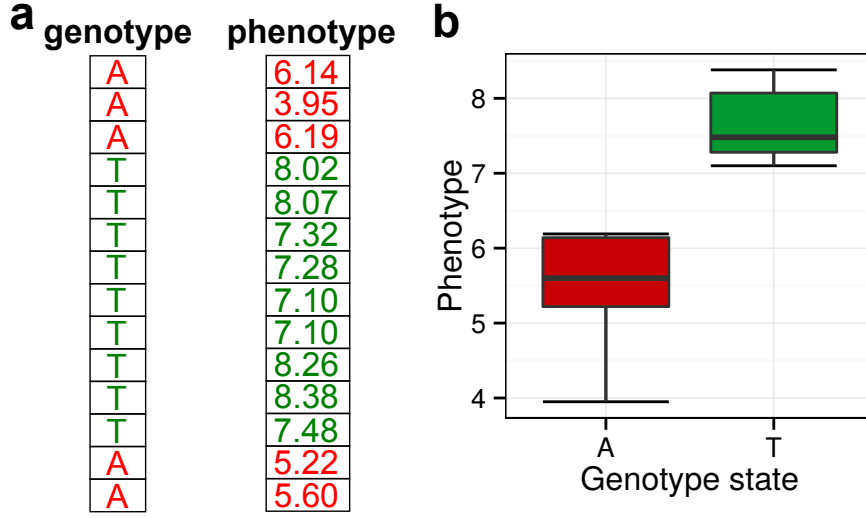 a
genotype phenotype
A 6.14
A 3.95
A 6.19
T 8.02
T 8.07
T 7.32
T 7.28
T 7.10
T 7.10
T 8.26
T 8.38
T 7.48
A 5.22
A 5.60
b
Phenotype
8
7
6
5
4
A T
Genotype state